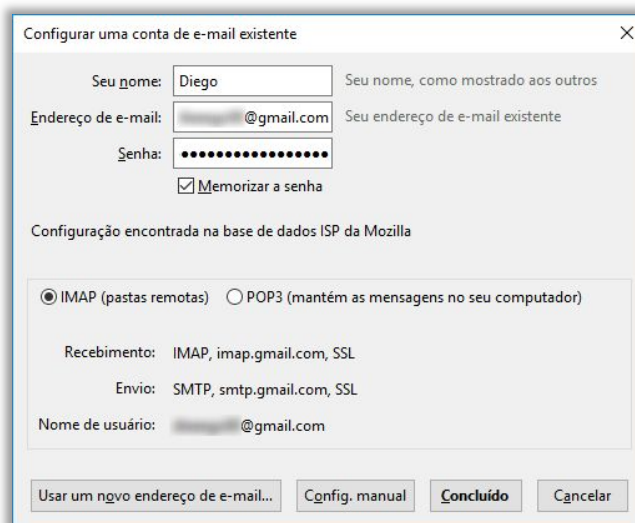 Configurar uma conta de e-mail existente
Seu nome: Diego Seu nome, como mostrado aos outros
Endereço de e-mail: @gmail.com Seu endereço de e-mail existente
Senha: •••••••••••••••••
Memorizar a senha
Configuração encontrada na base de dados ISP da Mozilla
IMAP (pastas remotas) POP3 (mantém as mensagens no seu computador)
Recebimento: IMAP, imap.gmail.com, SSL
Envio: SMTP, smtp.gmail.com, SSL
Nome de usuário: @gmail.com
Usar um novo endereço de e-mail... Config. manual Concluído Cancelar